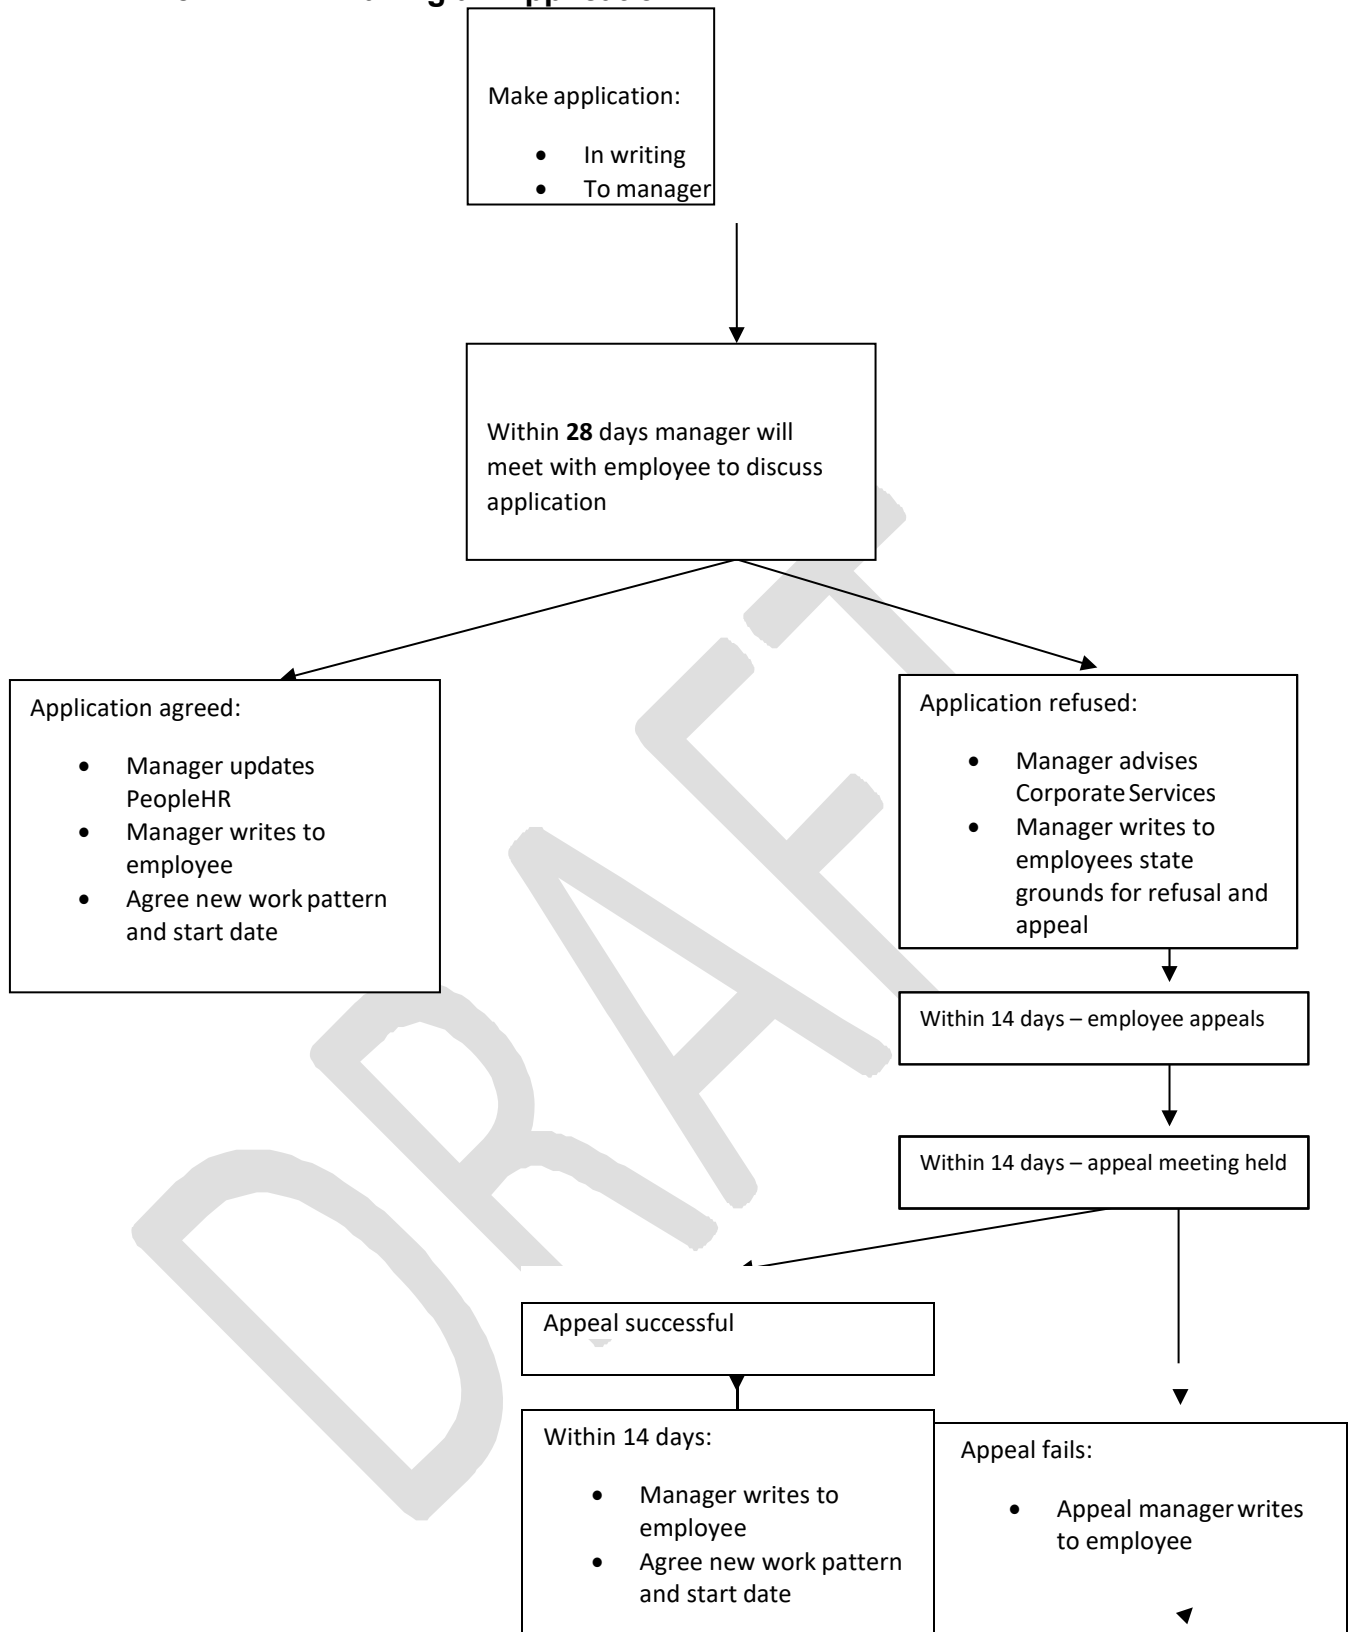 Make application:
• In writing
• To manager
Within 28 days manager will
meet with employee to discuss
application
Application agreed:
• Manager updates
PeopleHR
• Manager writes to
employee
• Agree new work pattern
and start date
Application refused:
• Manager advises
Corporate Services
• Manager writes to
employees state
grounds for refusal and
appeal
Within 14 days – employee appeals
Within 14 days – appeal meeting held
Appeal successful
Within 14 days:
• Manager writes to
employee
• Agree new work pattern
and start date
Appeal fails:
• Appeal manager writes
to employee
DRAFT